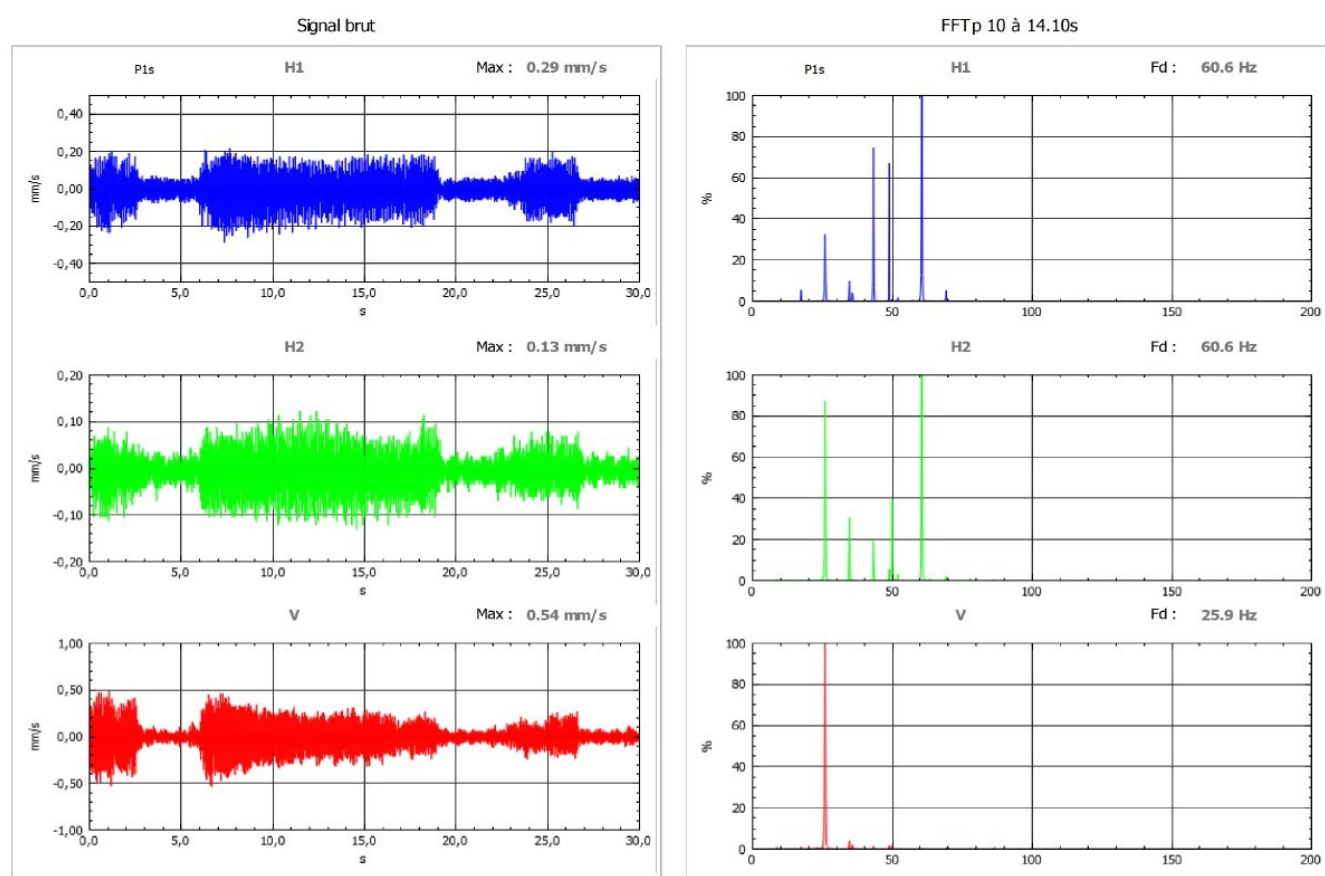 Signal brut
FFTp 10 à 14.10s
P1s H1 Max : 0.29 mm/s
0,40
0,20
0,00
-0,20
-0,40
mm/s
0,0 5,0 10,0 15,0 20,0 25,0 30,0
s
H2 Max : 0.13 mm/s
0,20
0,10
0,00
-0,10
-0,20
mm/s
0,0 5,0 10,0 15,0 20,0 25,0 30,0
s
V Max : 0.54 mm/s
1,00
0,50
0,00
-0,50
-1,00
mm/s
0,0 5,0 10,0 15,0 20,0 25,0 30,0
s
P1s H1 Fd : 60.6 Hz
100
80
60
40
20
0
%
0 50 100 150 200
H2 Fd : 60.6 Hz
100
80
60
40
20
0
%
0 50 100 150 200
V Fd : 25.9 Hz
100
80
60
40
20
0
%
0 50 100 150 200